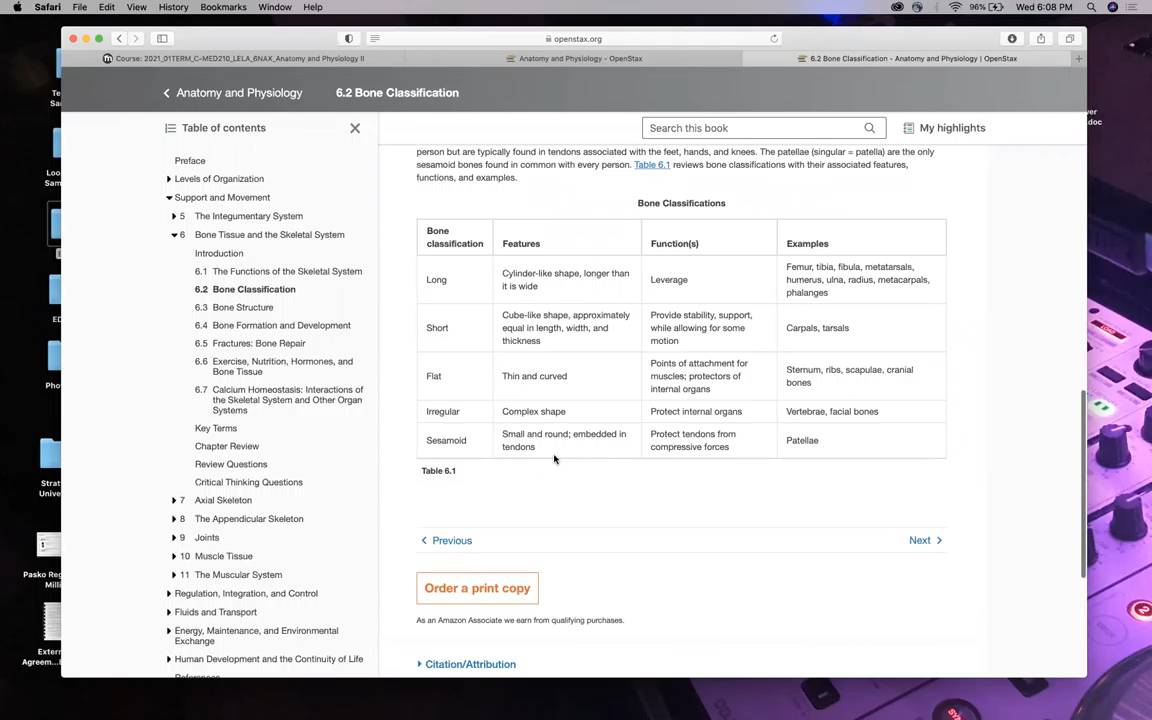 Safari File Edit View History Bookmarks Window Help 96% Wed 6:08 PM
openstax.org
Course: 2021_01TERM_C-MED210_LELA_6NAX_Anatomy and Physiology II
Anatomy and Physiology - OpenStax
6.2 Bone Classification - Anatomy and Physiology | OpenStax
Anatomy and Physiology 6.2 Bone Classification
Table of contents
Search this book
My highlights
Preface
Levels of Organization
Support and Movement
5 The Integumentary System
6 Bone Tissue and the Skeletal System
Introduction
6.1 The Functions of the Skeletal System
6.2 Bone Classification
6.3 Bone Structure
6.4 Bone Formation and Development
6.5 Fractures: Bone Repair
6.6 Exercise, Nutrition, Hormones, and
Bone Tissue
6.7 Calcium Homeostasis: Interactions of
the Skeletal System and Other Organ
Systems
Key Terms
Chapter Review
Review Questions
Critical Thinking Questions
7 Axial Skeleton
8 The Appendicular Skeleton
9 Joints
10 Muscle Tissue
11 The Muscular System
Regulation, Integration, and Control
Fluids and Transport
Energy, Maintenance, and Environmental
Exchange
Human Development and the Continuity of Life
person but are typically found in tendons associated with the feet, hands, and knees. The patellae (singular = patella) are the only
sesamoid bones found in common with every person. Table 6.1 reviews bone classifications with their associated features,
functions, and examples.
Bone Classifications
Bone
classification
Features
Function(s)
Examples
Long
Cylinder-like shape, longer than
it is wide
Leverage
Femur, tibia, fibula, metatarsals,
humerus, ulna, radius, metacarpals,
phalanges
Short
Cube-like shape, approximately
equal in length, width, and
thickness
Provide stability, support,
while allowing for some
motion
Carpals, tarsals
Flat
Thin and curved
Points of attachment for
muscles; protectors of
internal organs
Sternum, ribs, scapulae, cranial
bones
Irregular
Complex shape
Protect internal organs
Vertebrae, facial bones
Sesamoid
Small and round; embedded in
tendons
Protect tendons from
compressive forces
Patellae
Table 6.1
Previous
Next
Order a print copy
As an Amazon Associate we earn from qualifying purchases.
Citation/Attribution
Te
Loo
Sam
ED
Pho
Strat
Unive
Pasko Reg
Milli
Extern
Agreem...L
ver
doc